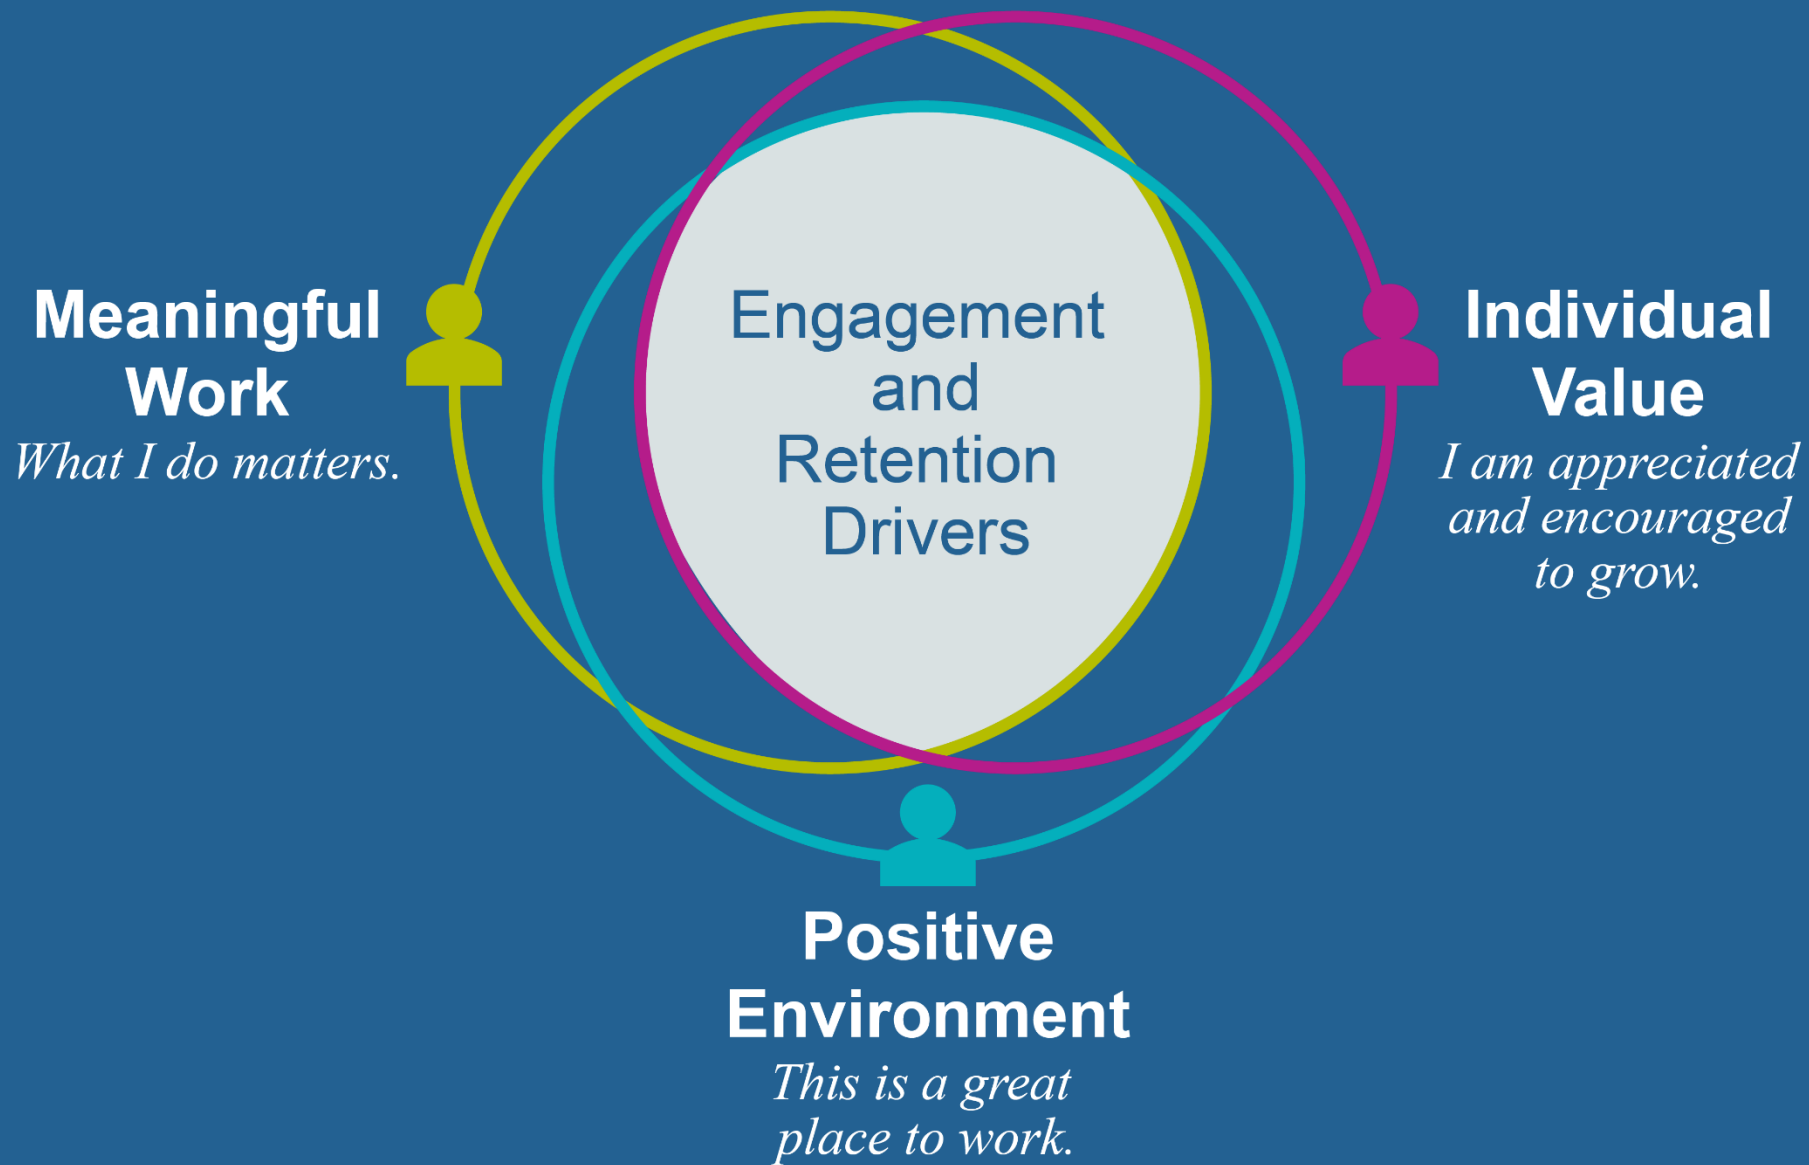 Meaningful
Work
What I do matters.
Engagement
and
Retention
Drivers
Individual
Value
I am appreciated
and encouraged
to grow.
Positive
Environment
This is a great
place to work.